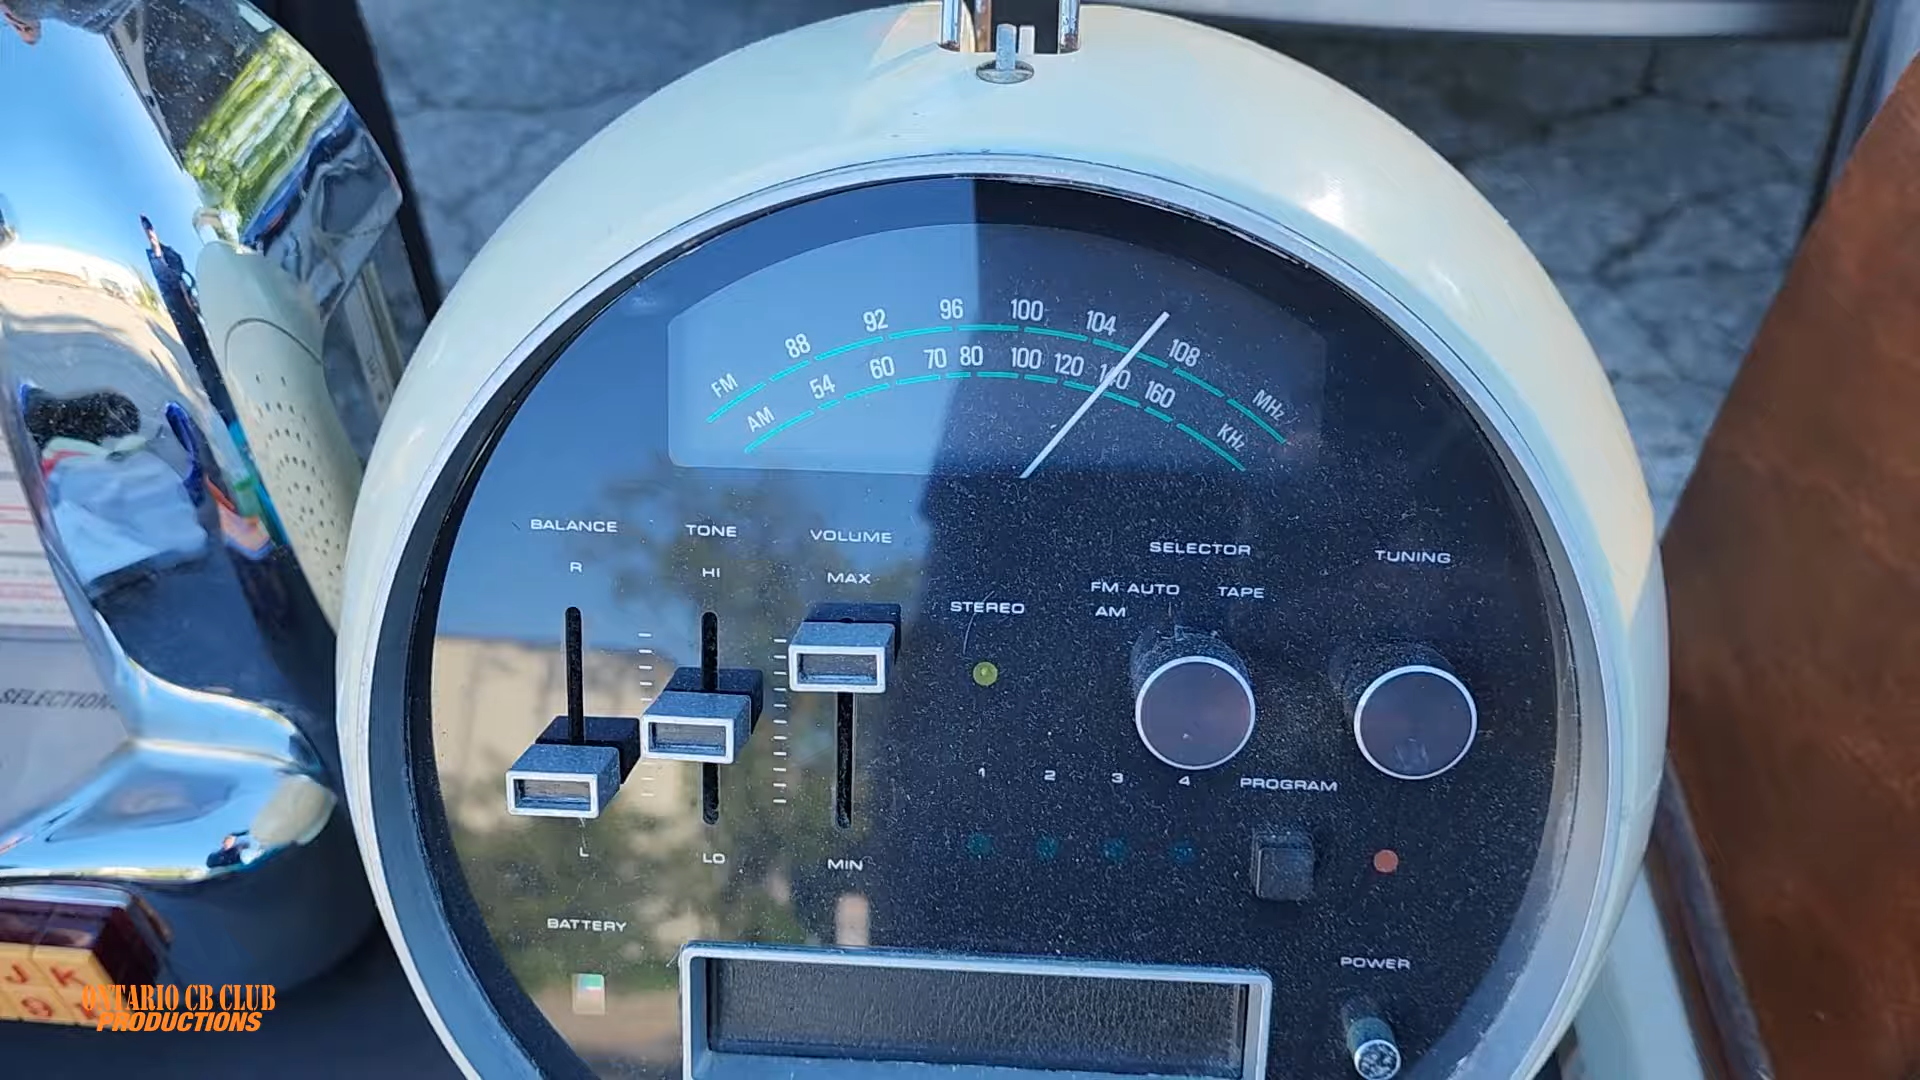 FM 88 92 96 100 104 108 MHz
AM 54 60 70 80 100 120 140 160 KHz
BALANCE TONE VOLUME
R HI MAX
L LO MIN
STEREO
SELECTOR
FM AUTO TAPE
AM
TUNING
1 2 3 4 PROGRAM
BATTERY
POWER
SELECTION
J K
9
ONTARIO CB CLUB
PRODUCTIONS